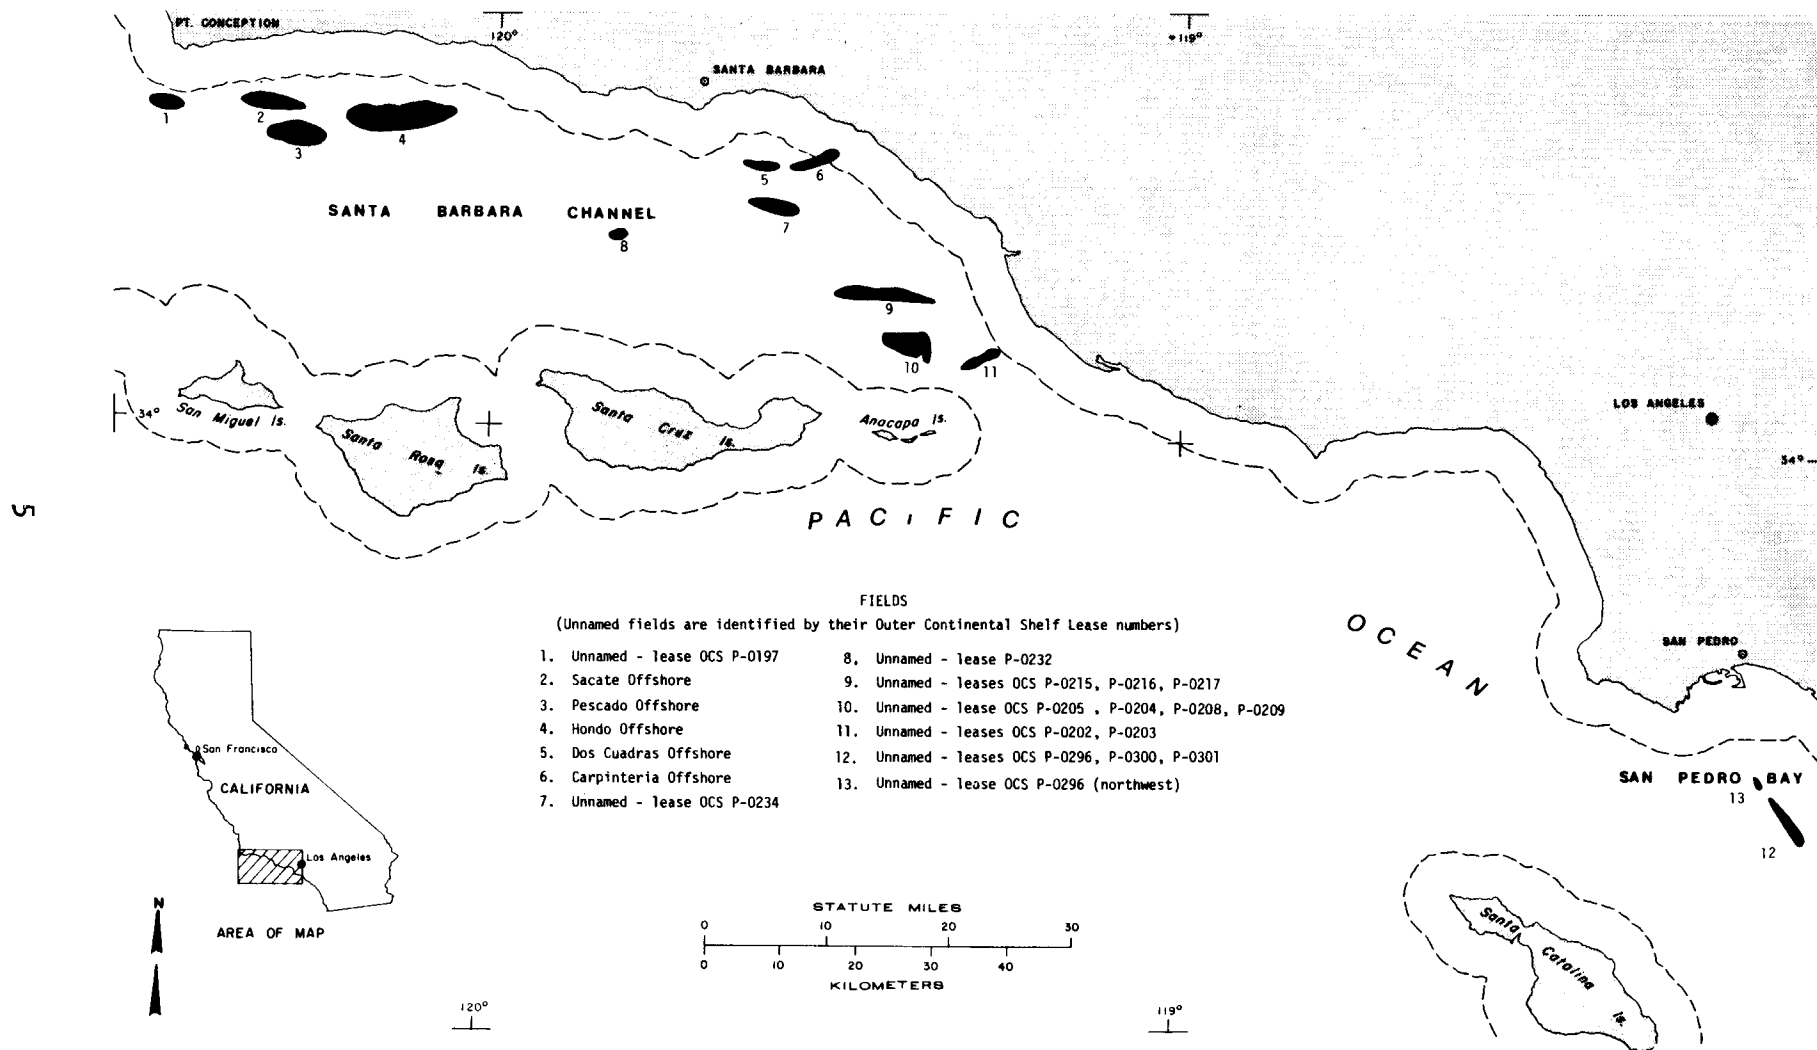 PT. CONCEPTION
120°
119°
SANTA BARBARA
1
2
3
4
5
6
7
8
SANTA BARBARA CHANNEL
9
10
11
34°
San Miguel Is.
Santa Rosa Is.
Santa Cruz Is.
Anacapa Is.
LOS ANGELES
34°
5
PACIFIC
OCEAN
SAN PEDRO
SAN PEDRO BAY
13
12
FIELDS
(Unnamed fields are identified by their Outer Continental Shelf Lease numbers)
1. Unnamed - lease OCS P-0197
2. Sacate Offshore
3. Pescado Offshore
4. Hondo Offshore
5. Dos Cuadras Offshore
6. Carpinteria Offshore
7. Unnamed - lease OCS P-0234
8. Unnamed - lease P-0232
9. Unnamed - leases OCS P-0215, P-0216, P-0217
10. Unnamed - lease OCS P-0205 , P-0204, P-0208, P-0209
11. Unnamed - leases OCS P-0202, P-0203
12. Unnamed - leases OCS P-0296, P-0300, P-0301
13. Unnamed - lease OCS P-0296 (northwest)
San Francisco
CALIFORNIA
Los Angeles
N
AREA OF MAP
STATUTE MILES
0 10 20 30
0 10 20 30 40
KILOMETERS
120°
119°
Santa Catalina Is.